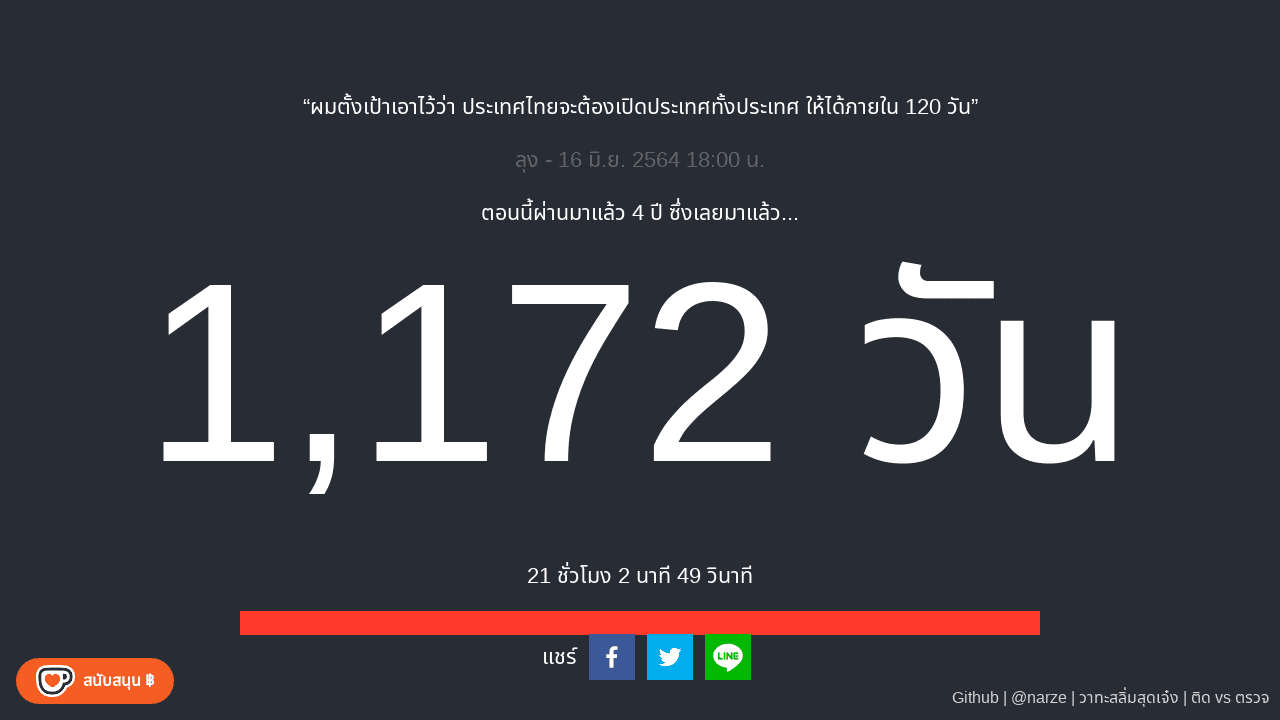 “ผมตั้งเป้าเอาไว้ว่า ประเทศไทยจะต้องเปิดประเทศทั้งประเทศ ให้ได้ภายใน 120 วัน”
ลุง - 16 มิ.ย. 2564 18:00 น.
ตอนนี้ผ่านมาแล้ว 4 ปี ซึ่งเลยมาแล้ว...
1,172 วัน
21 ชั่วโมง 2 นาที 49 วินาที
แชร์
LINE
สนับสนุน ฿
Github | @narze | วาทะสลิ่มสุดเจ๋ง | ติด vs ตรวจ